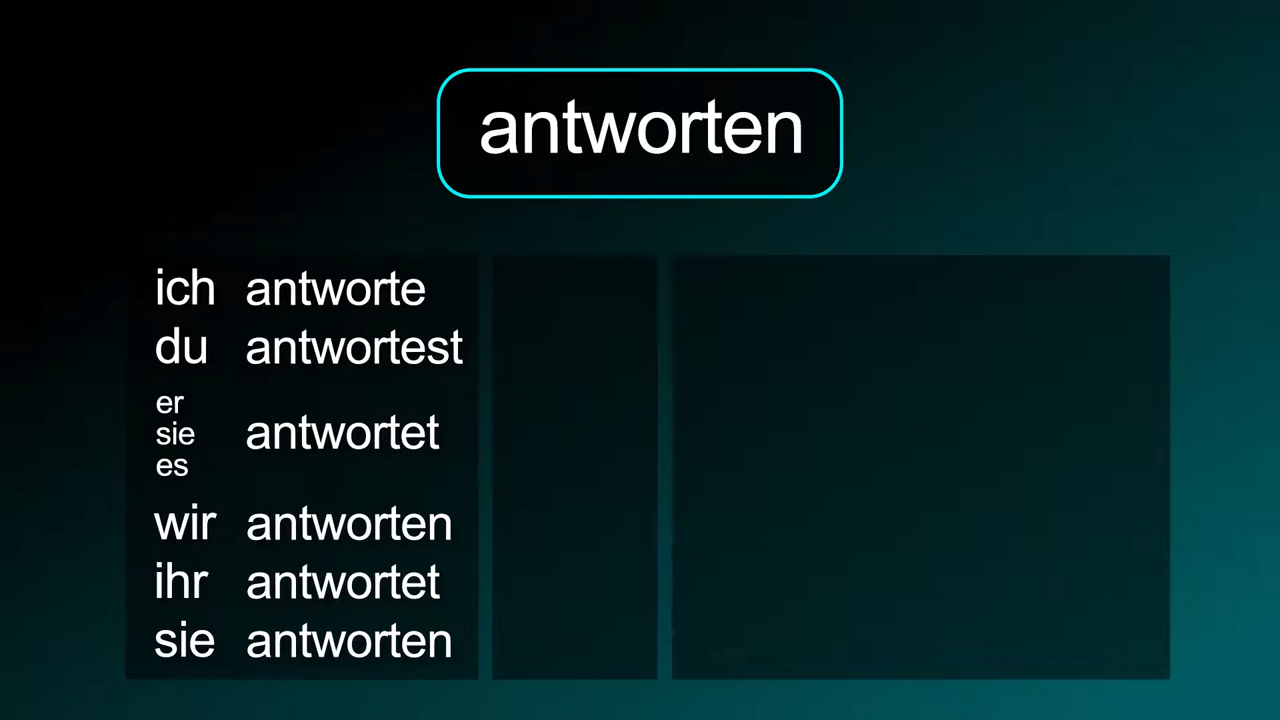 antworten
ich antworte
du antwortest
er
sie antwortet
es
wir antworten
ihr antwortet
sie antworten